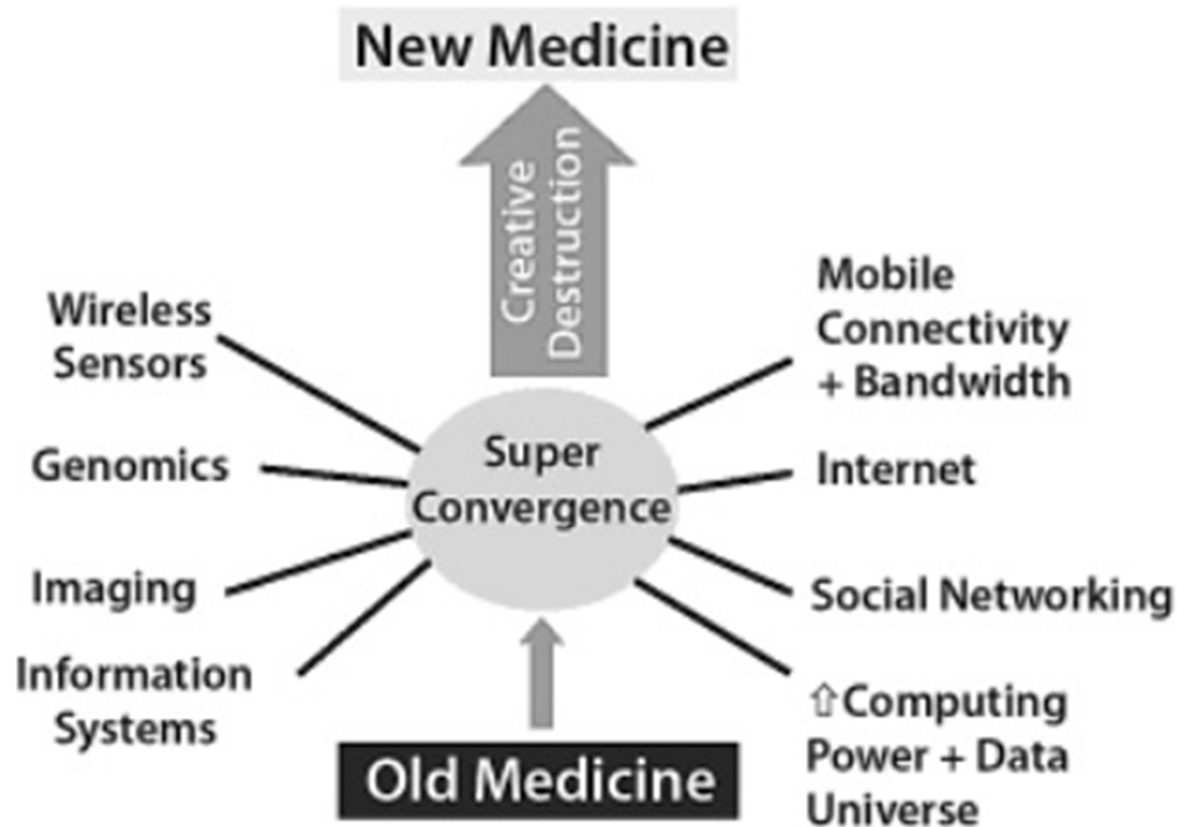 New Medicine
Creative
Destruction
Wireless
Sensors
Genomics
Imaging
Information
Systems
Super
Convergence
Mobile
Connectivity
+ Bandwidth
Internet
Social Networking
⇧Computing
Power + Data
Universe
Old Medicine